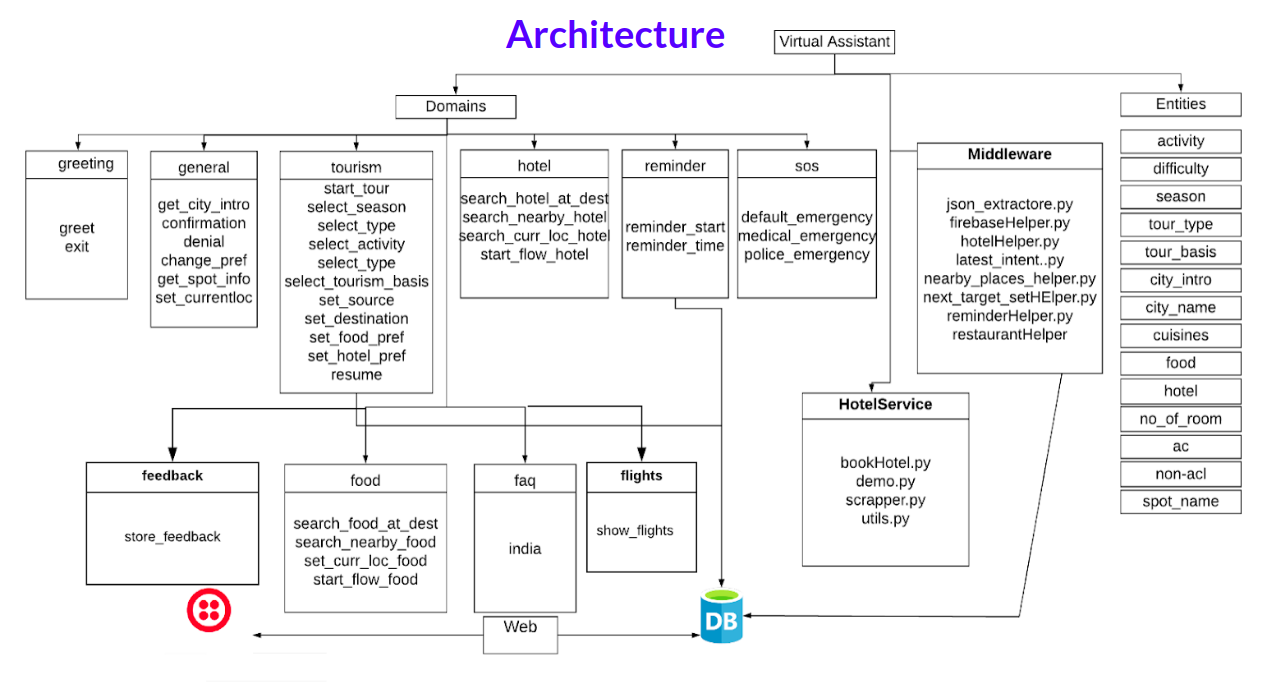 Architecture
Virtual Assistant
Domains
Entities
greeting
greet
exit
general
get_city_intro
confirmation
denial
change_pref
get_spot_info
set_currentloc
tourism
start_tour
select_season
select_type
select_activity
select_type
select_tourism_basis
set_source
set_destination
set_food_pref
set_hotel_pref
resume
hotel
search_hotel_at_dest
search_nearby_hotel
search_curr_loc_hotel
start_flow_hotel
reminder
reminder_start
reminder_time
sos
default_emergency
medical_emergency
police_emergency
Middleware
json_extractore.py
firebaseHelper.py
hotelHelper.py
latest_intent..py
nearby_places_helper.py
next_target_setHElper.py
reminderHelper.py
restaurantHelper
activity
difficulty
season
tour_type
tour_basis
city_intro
city_name
cuisines
food
hotel
no_of_room
ac
non-acl
spot_name
HotelService
bookHotel.py
demo.py
scrapper.py
utils.py
feedback
store_feedback
food
search_food_at_dest
search_nearby_food
set_curr_loc_food
start_flow_food
faq
india
flights
show_flights
Web
DB